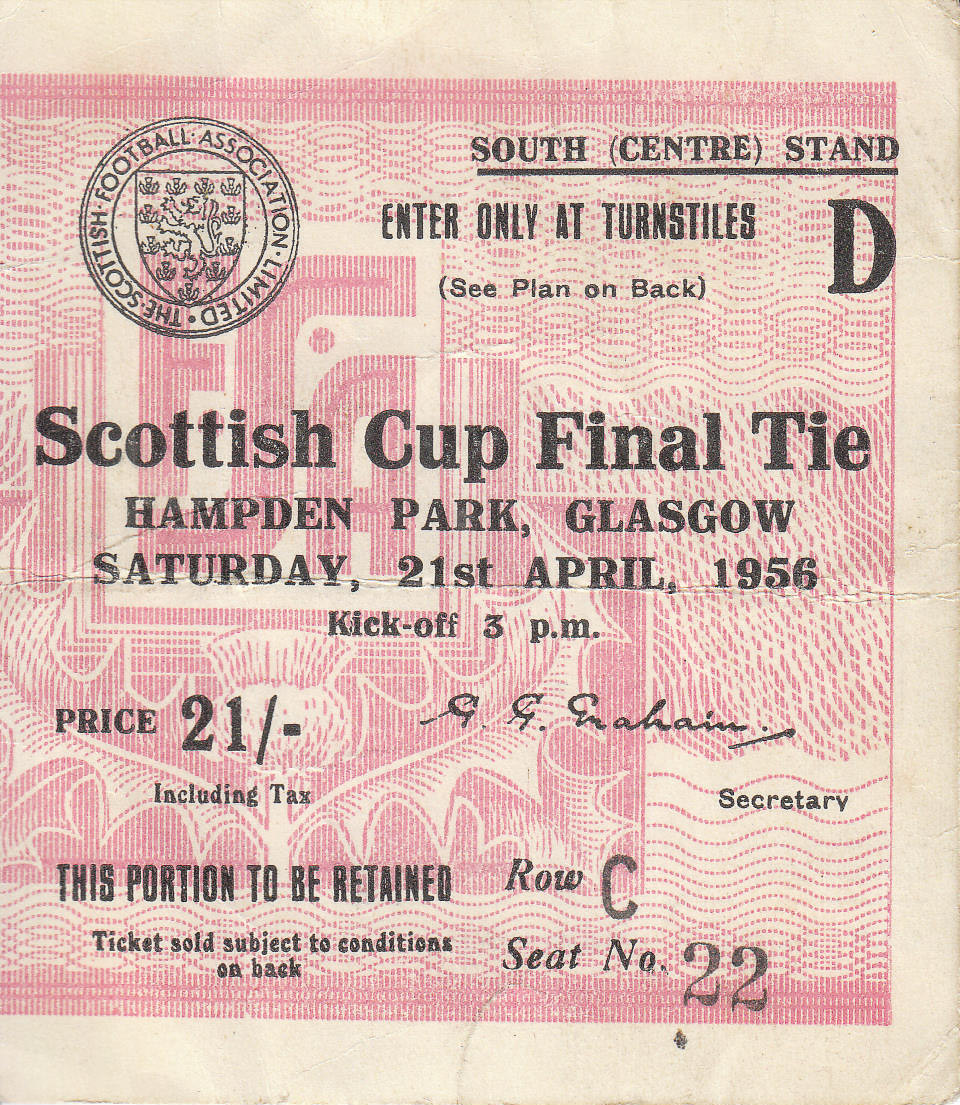 THE·SCOTTISH·FOOTBALL·ASSOCIATION·LIMITED·
SOUTH (CENTRE) STAND
ENTER ONLY AT TURNSTILES D
(See Plan on Back)
Scottish Cup Final Tie
HAMPDEN PARK, GLASGOW
SATURDAY, 21st APRIL, 1956
Kick-off 3 p.m.
PRICE 21/-
G. G. Graham.
Including Tax
Secretary
THIS PORTION TO BE RETAINED
Row C
Ticket sold subject to conditions
on back
Seat No. 22